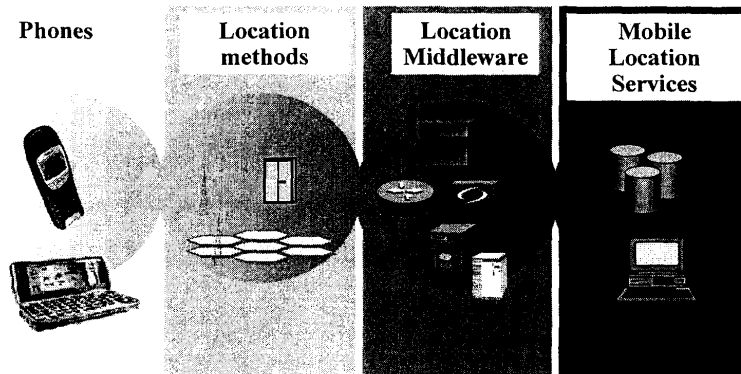 Phones
Location
methods
Location
Middleware
Mobile
Location
Services